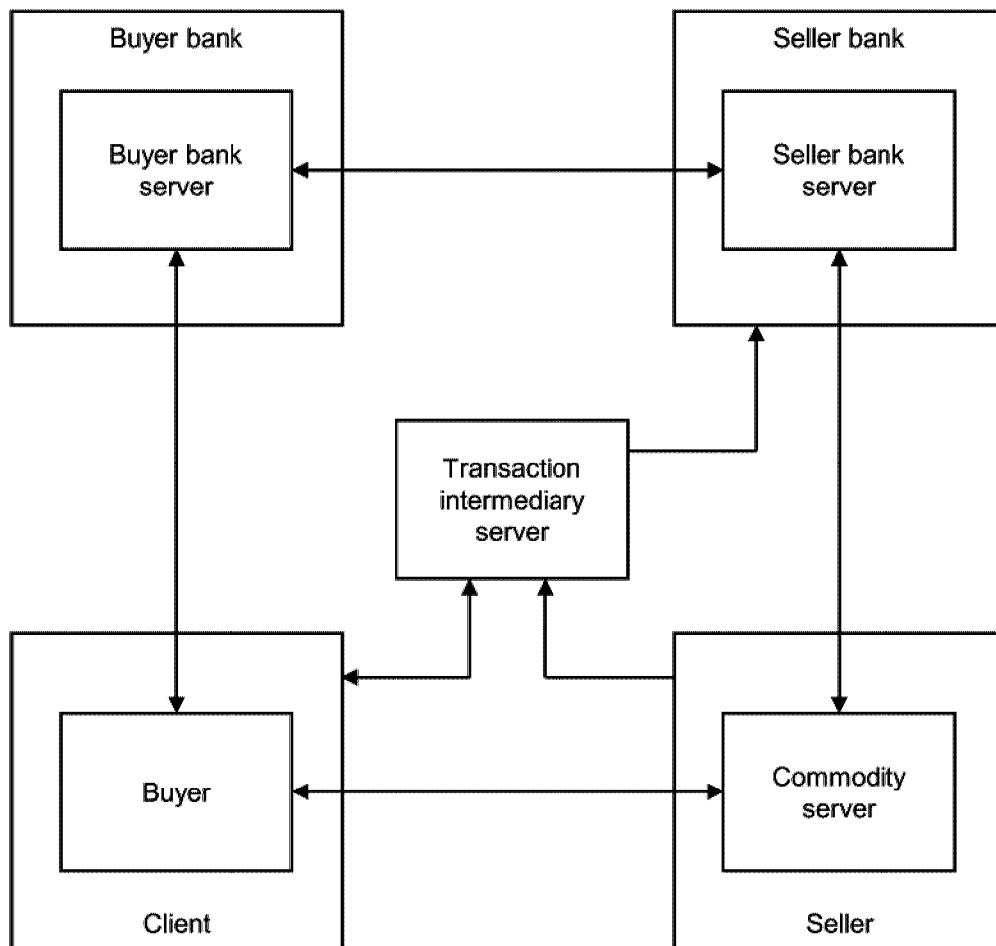 Buyer bank
Seller bank
Buyer bank
server
Seller bank
server
Transaction
intermediary
server
Buyer
Commodity
server
Client
Seller